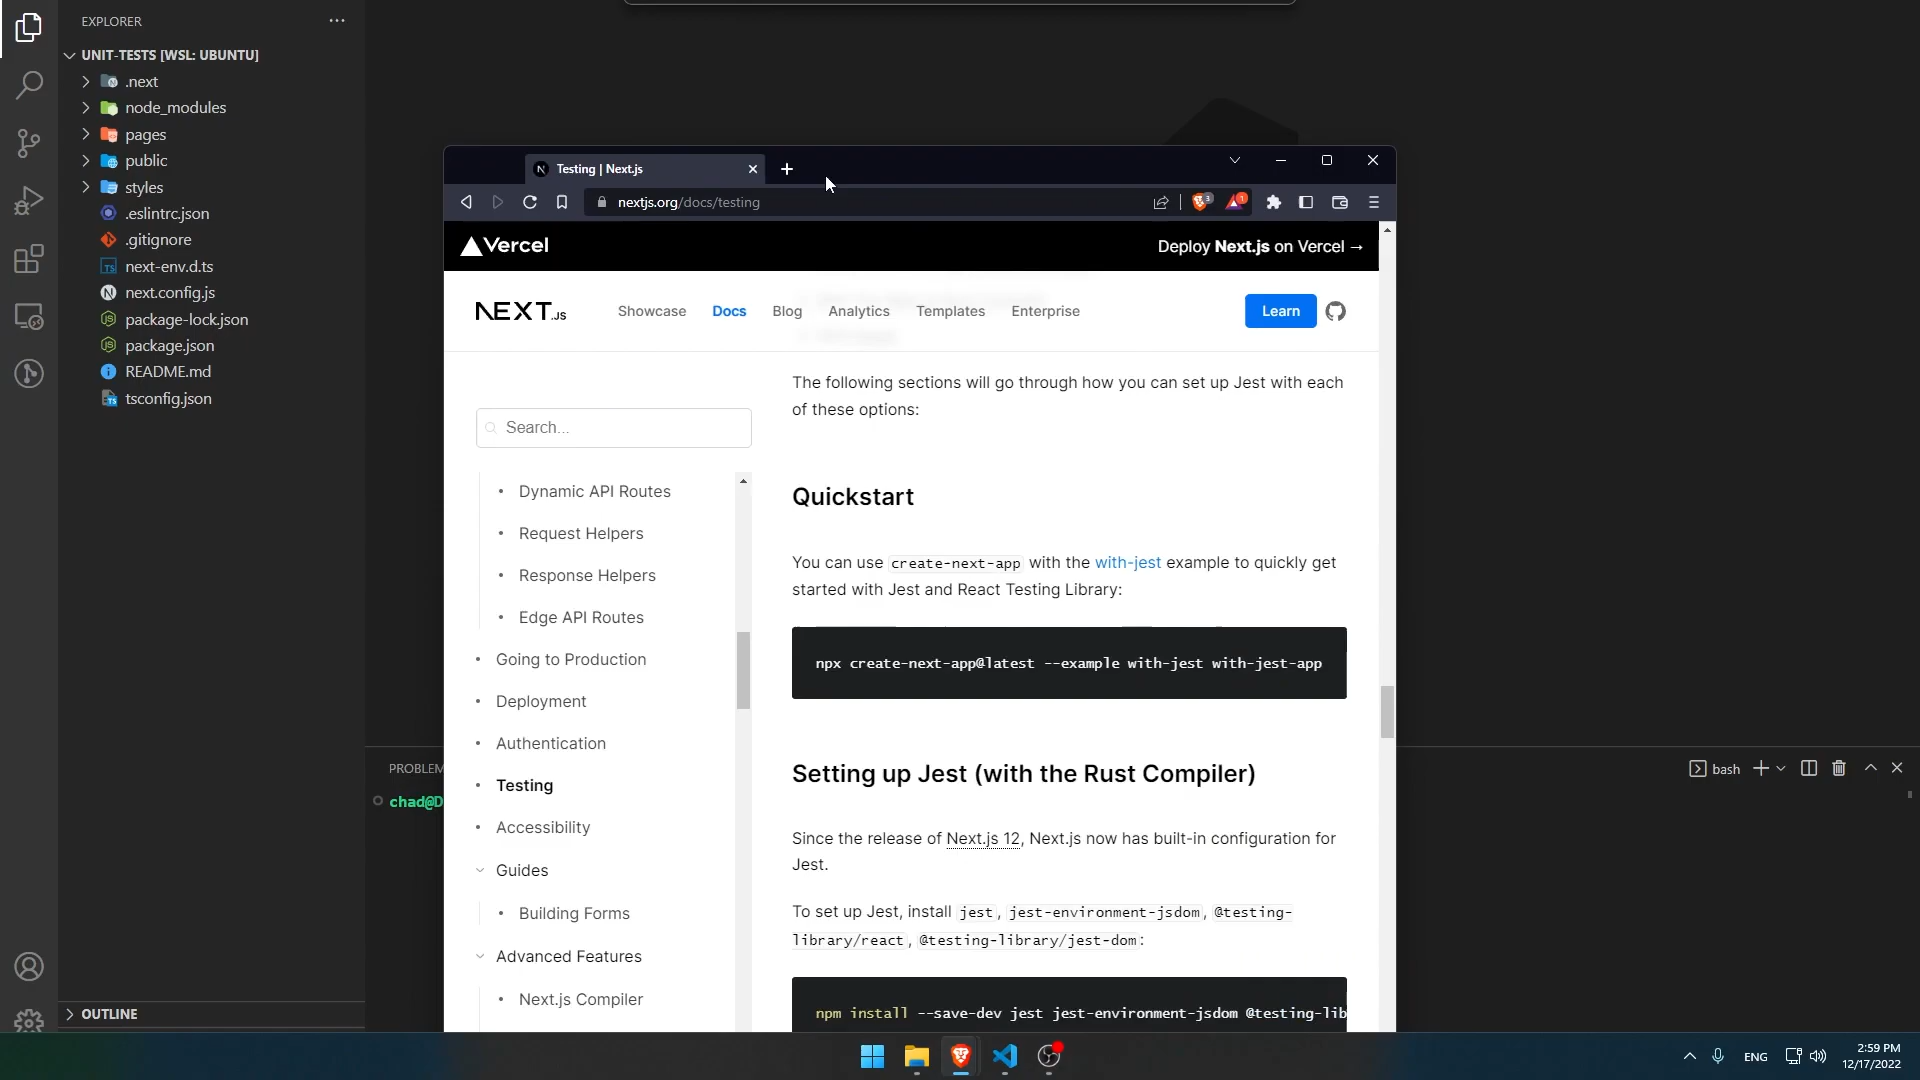 EXPLORER
UNIT-TESTS [WSL: UBUNTU]
.next
node_modules
pages
public
styles
.eslintrc.json
.gitignore
next-env.d.ts
next.config.js
package-lock.json
package.json
README.md
tsconfig.json
OUTLINE
Testing | Next.js
nextjs.org/docs/testing
3
1
Vercel
Deploy Next.js on Vercel →
NEXT.JS
Showcase
Docs
Blog
Analytics
Templates
Enterprise
Learn
Search...
Dynamic API Routes
Request Helpers
Response Helpers
Edge API Routes
Going to Production
Deployment
Authentication
Testing
Accessibility
Guides
Building Forms
Advanced Features
Next.js Compiler
The following sections will go through how you can set up Jest with each
of these options:
Quickstart
You can use create-next-app with the with-jest example to quickly get
started with Jest and React Testing Library:
npx create-next-app@latest --example with-jest with-jest-app
Setting up Jest (with the Rust Compiler)
Since the release of Next.js 12, Next.js now has built-in configuration for
Jest.
To set up Jest, install jest, jest-environment-jsdom, @testing-
library/react, @testing-library/jest-dom:
npm install --save-dev jest jest-environment-jsdom @testing-lib
PROBLEM
chad@D
bash
ENG
2:59 PM
12/17/2022